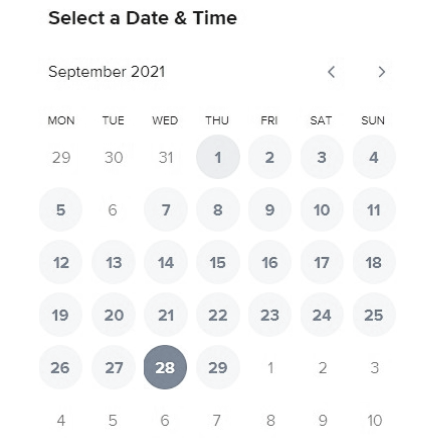 Select a Date & Time
September 2021
MON TUE WED THU FRI SAT SUN
29 30 31 1 2 3 4
5 6 7 8 9 10 11
12 13 14 15 16 17 18
19 20 21 22 23 24 25
26 27 28 29 1 2 3
4 5 6 7 8 9 10